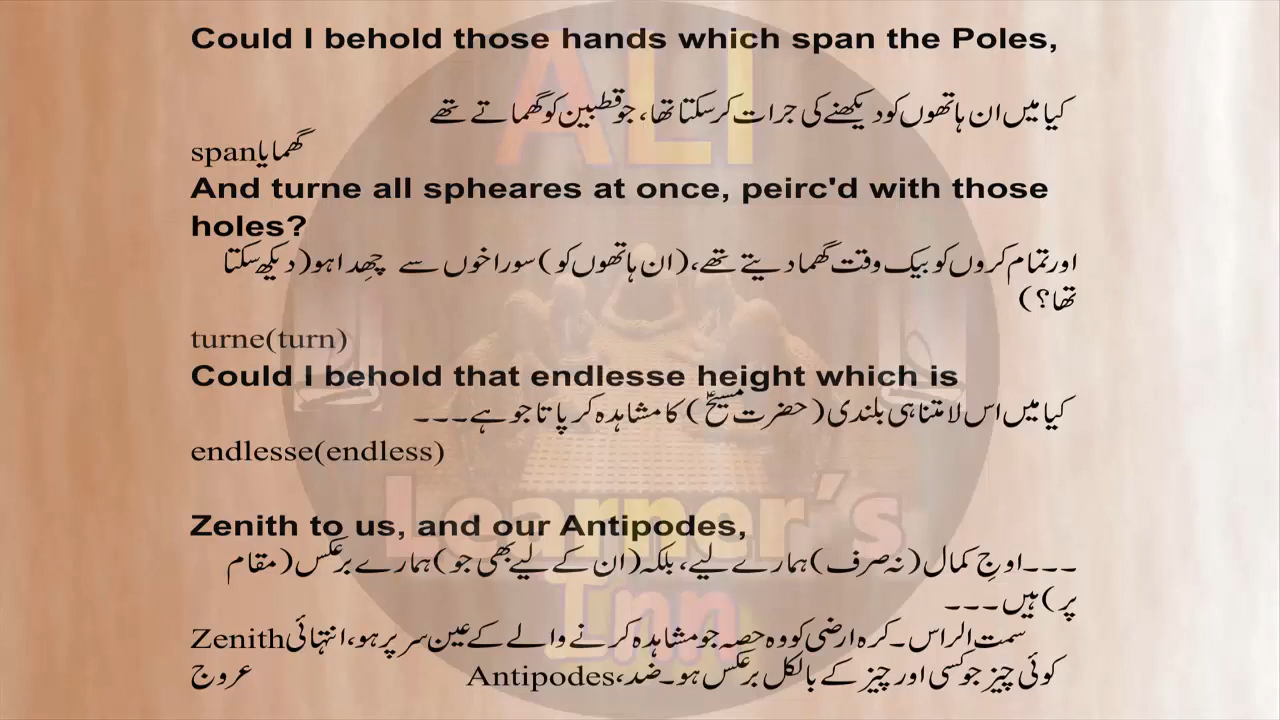 Could I behold those hands which span the Poles,
کیا میں ان ہاتھوں کو دیکھنے کی جرات کر سکتا تھا، جو قطبین کو گھماتے تھے
spanگھمایا
And turne all spheares at once, peirc'd with those
holes?
اور تمام کروں کو بیک وقت گھما دیتے تھے، (ان ہاتھوں کو) سوراخوں سے چھدا ہو (دیکھ سکتا
تھا؟)
turne(turn)
Could I behold that endlesse height which is
کیا میں اس لامتناہی بلندی (حضرت مسیحؑ) کا مشاہدہ کر پاتا جو ہے۔۔۔
endlesse(endless)
Zenith to us, and our Antipodes,
۔۔۔اوجِ کمال (نہ صرف) ہمارے لیے، بلکہ (ان کے لیے بھی جو) ہمارے برعکس (مقام
پر) ہیں۔۔۔
Zenithسمت الراس۔ کرہ ارضی کو وہ حصہ جو مشاہدہ کرنے والے کے عین سر پر ہو، انتہائی
عروج Antipodes،کوئی چیز جو کسی اور چیز کے بالکل برعکس ہو۔ ضد
ALI
Learner's
Inn